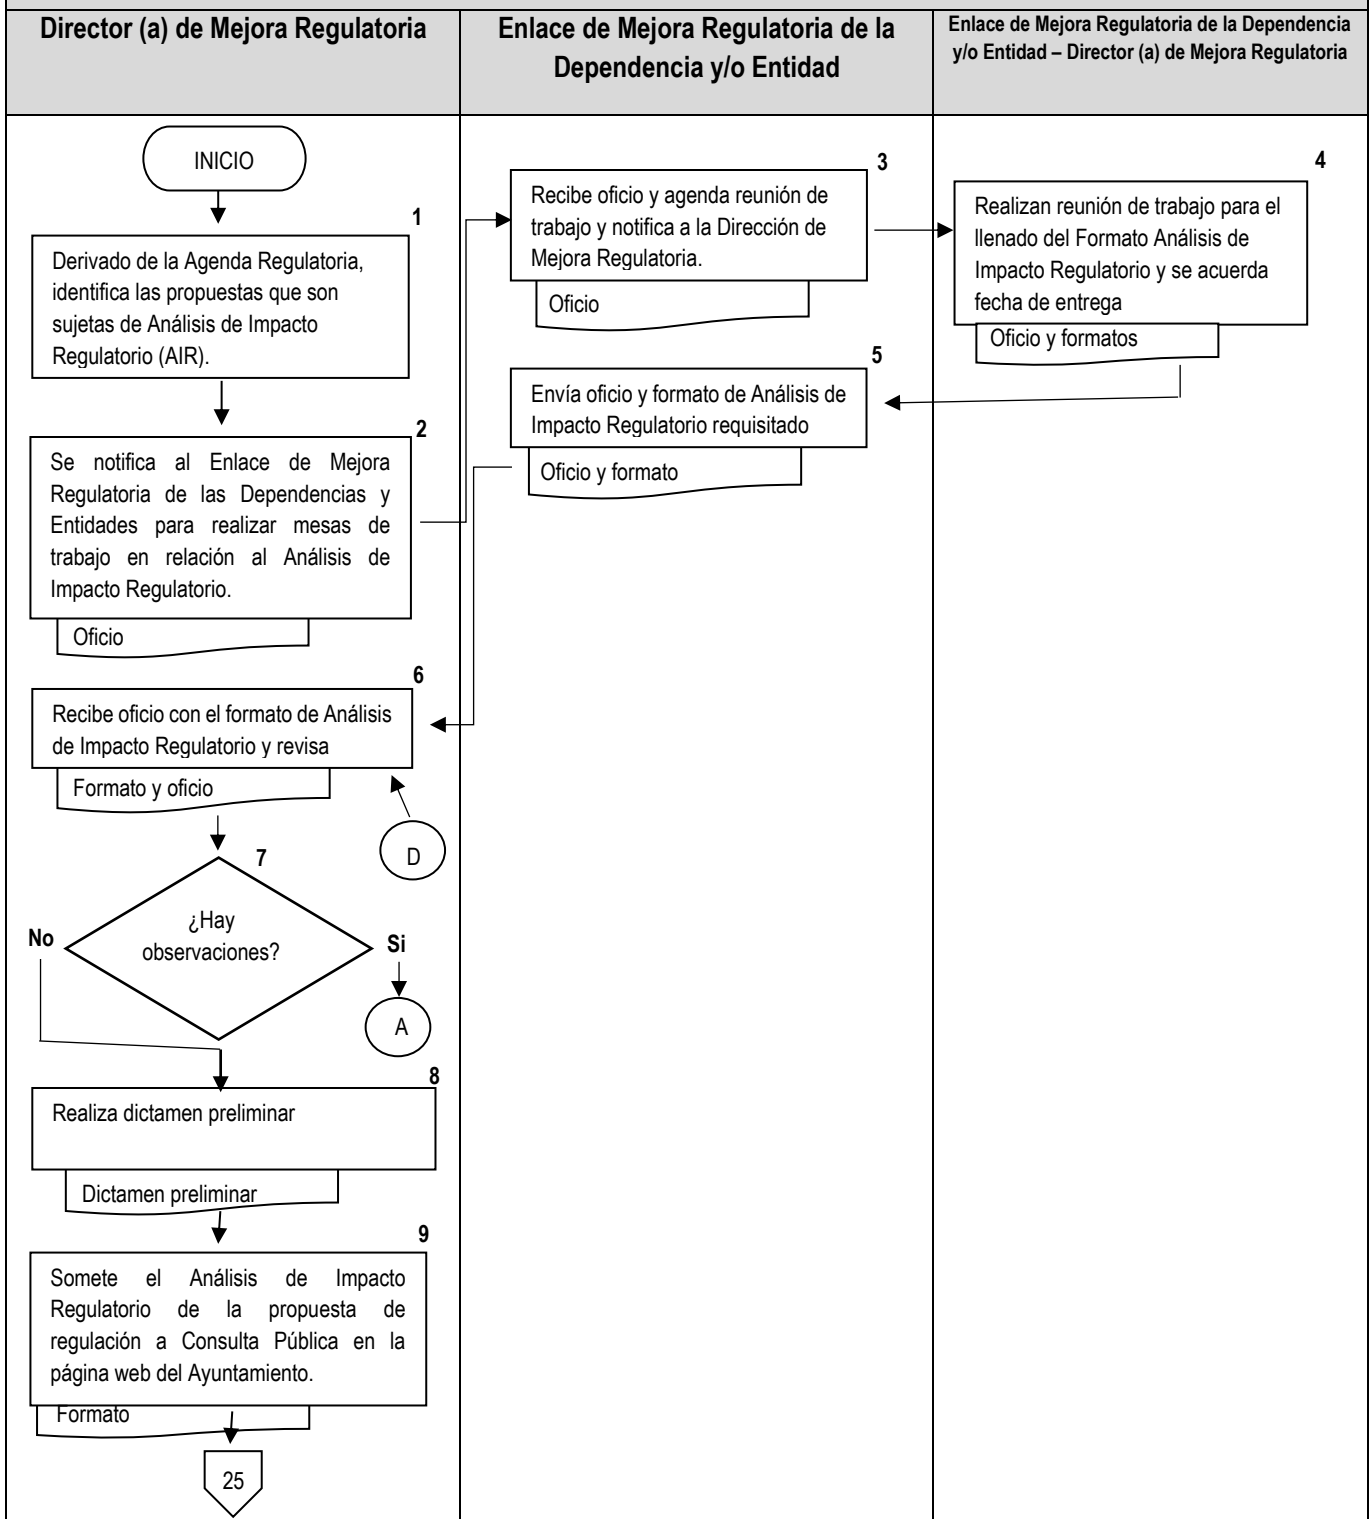 Director (a) de Mejora Regulatoria
Enlace de Mejora Regulatoria de la
Dependencia y/o Entidad
Enlace de Mejora Regulatoria de la Dependencia
y/o Entidad – Director (a) de Mejora Regulatoria
INICIO
1
Derivado de la Agenda Regulatoria,
identifica las propuestas que son
sujetas de Análisis de Impacto
Regulatorio (AIR).
2
Se notifica al Enlace de Mejora
Regulatoria de las Dependencias y
Entidades para realizar mesas de
trabajo en relación al Análisis de
Impacto Regulatorio.
Oficio
3
Recibe oficio y agenda reunión de
trabajo y notifica a la Dirección de
Mejora Regulatoria.
Oficio
4
Realizan reunión de trabajo para el
llenado del Formato Análisis de
Impacto Regulatorio y se acuerda
fecha de entrega
Oficio y formatos
5
Envía oficio y formato de Análisis de
Impacto Regulatorio requisitado
Oficio y formato
6
Recibe oficio con el formato de Análisis
de Impacto Regulatorio y revisa
Formato y oficio
D
7
¿Hay
observaciones?
No
Si
A
8
Realiza dictamen preliminar
Dictamen preliminar
9
Somete el Análisis de Impacto
Regulatorio de la propuesta de
regulación a Consulta Pública en la
página web del Ayuntamiento.
Formato
25